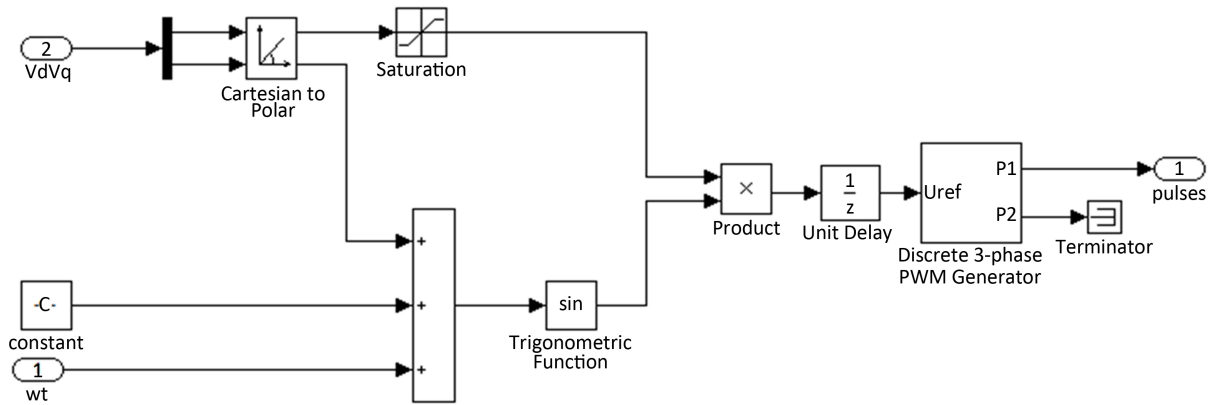 2
VdVq
Cartesian to
Polar
Saturation
-C-
constant
1
wt
+
+
+
sin
Trigonometric
Function
×
Product
1
z
Unit Delay
Uref
P1
P2
Discrete 3-phase
PWM Generator
1
pulses
Terminator